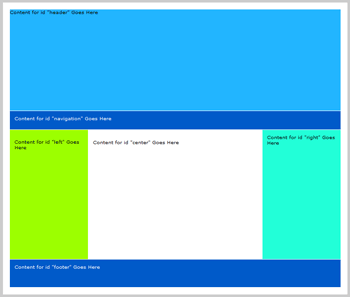 Content for id "header" Goes Here
Content for id "navigation" Goes Here
Content for id "left" Goes
Here
Content for id "center" Goes Here
Content for id "right" Goes
Here
Content for id "footer" Goes Here